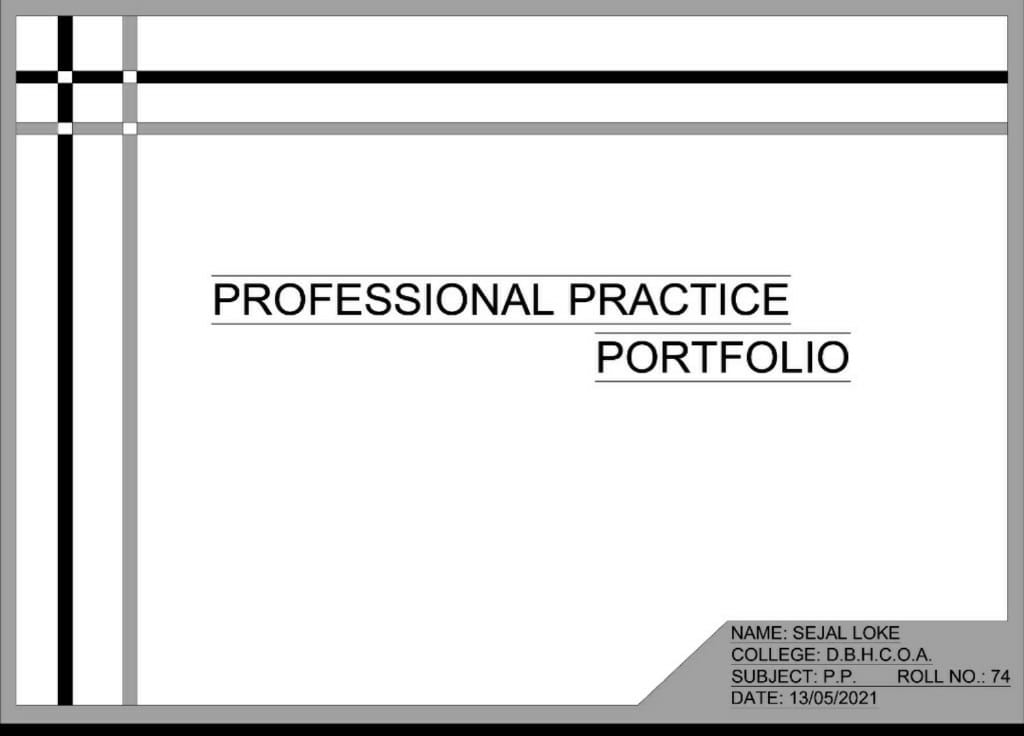 PROFESSIONAL PRACTICE
PORTFOLIO
NAME: SEJAL LOKE
COLLEGE: D.B.H.C.O.A.
SUBJECT: P.P. ROLL NO.: 74
DATE: 13/05/2021